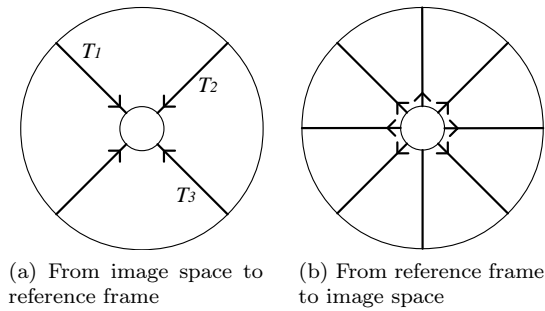 T1
T2
T3
(a) From image space to
reference frame
(b) From reference frame
to image space